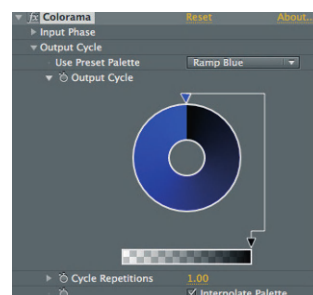 fx Colorama Reset About...
Input Phase
Output Cycle
Use Preset Palette Ramp Blue
Output Cycle
Cycle Repetitions 1.00
Interpolate Palette